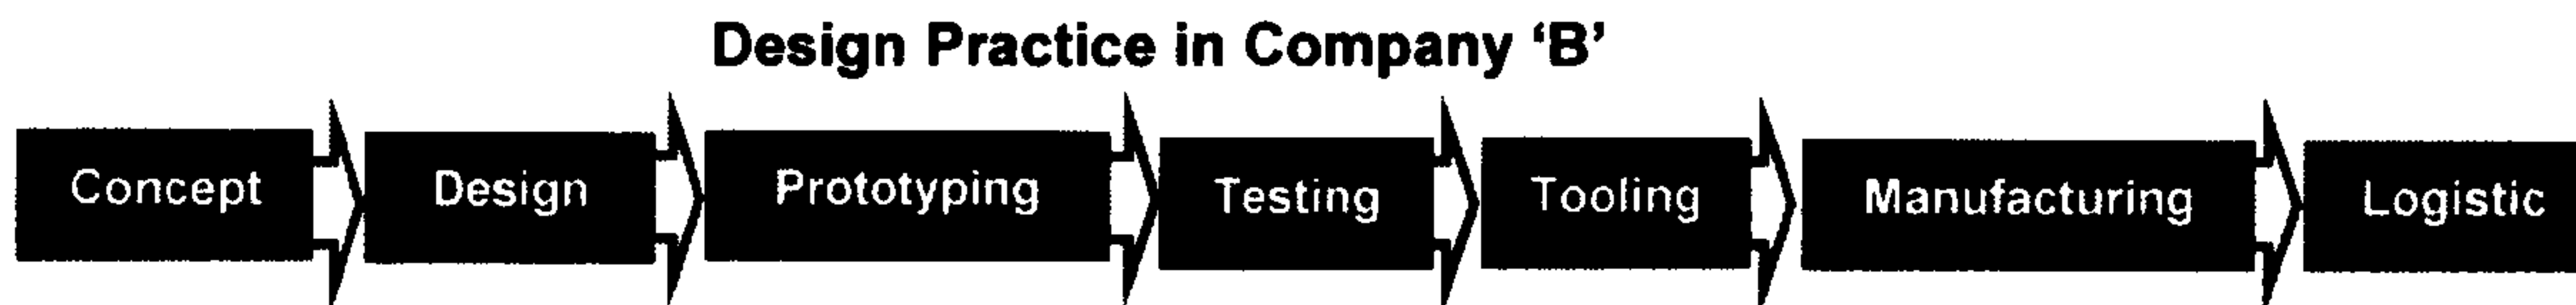 Design Practice in Company ‘B’
Concept Design Prototyping Testing Tooling Manufacturing Logistic